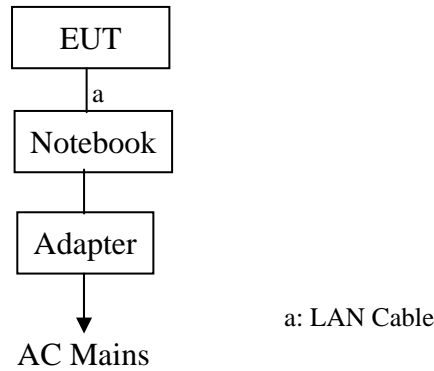 EUT
a
Notebook
Adapter
a: LAN Cable
AC Mains